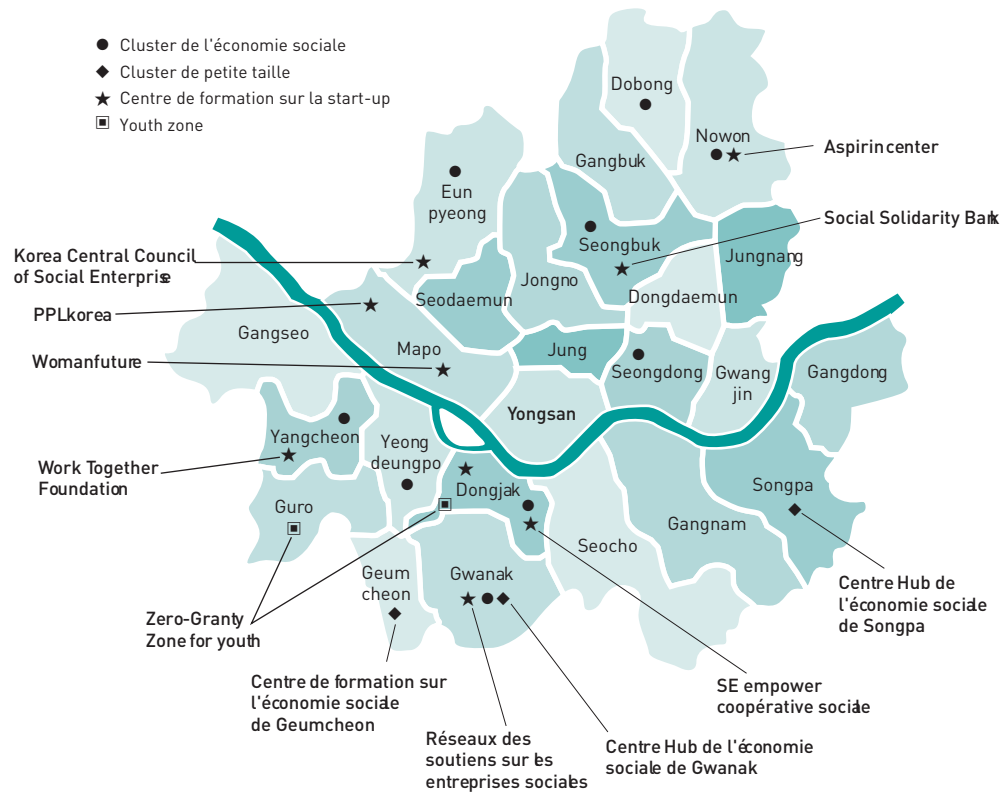 Cluster de l'économie sociale
Cluster de petite taille
Centre de formation sur la start-up
Youth zone
Dobong
Nowon
Aspirincenter
Gangbuk
Eun
pyeong
Seongbuk
Social Solidarity Bank
Jungnang
Korea Central Council
of Social Enterprise
Jongno
Seodaemun
Dongdaemun
PPLkorea
Gangseo
Mapo
Jung
Womanfuture
Seongdong
Gwang
jin
Gangdong
Yongsan
Yangcheon
Yeong
deungpo
Work Together
Foundation
Dongjak
Songpa
Guro
Gangnam
Seocho
Geum
cheon
Gwanak
Centre Hub de
l'économie sociale
de Songpa
Zero-Granty
Zone for youth
Centre de formation sur
l'économie sociale
de Geumcheon
SE empower
coopérative sociale
Réseaux des
soutiens sur les
entreprises sociales
Centre Hub de l'économie
sociale de Gwanak